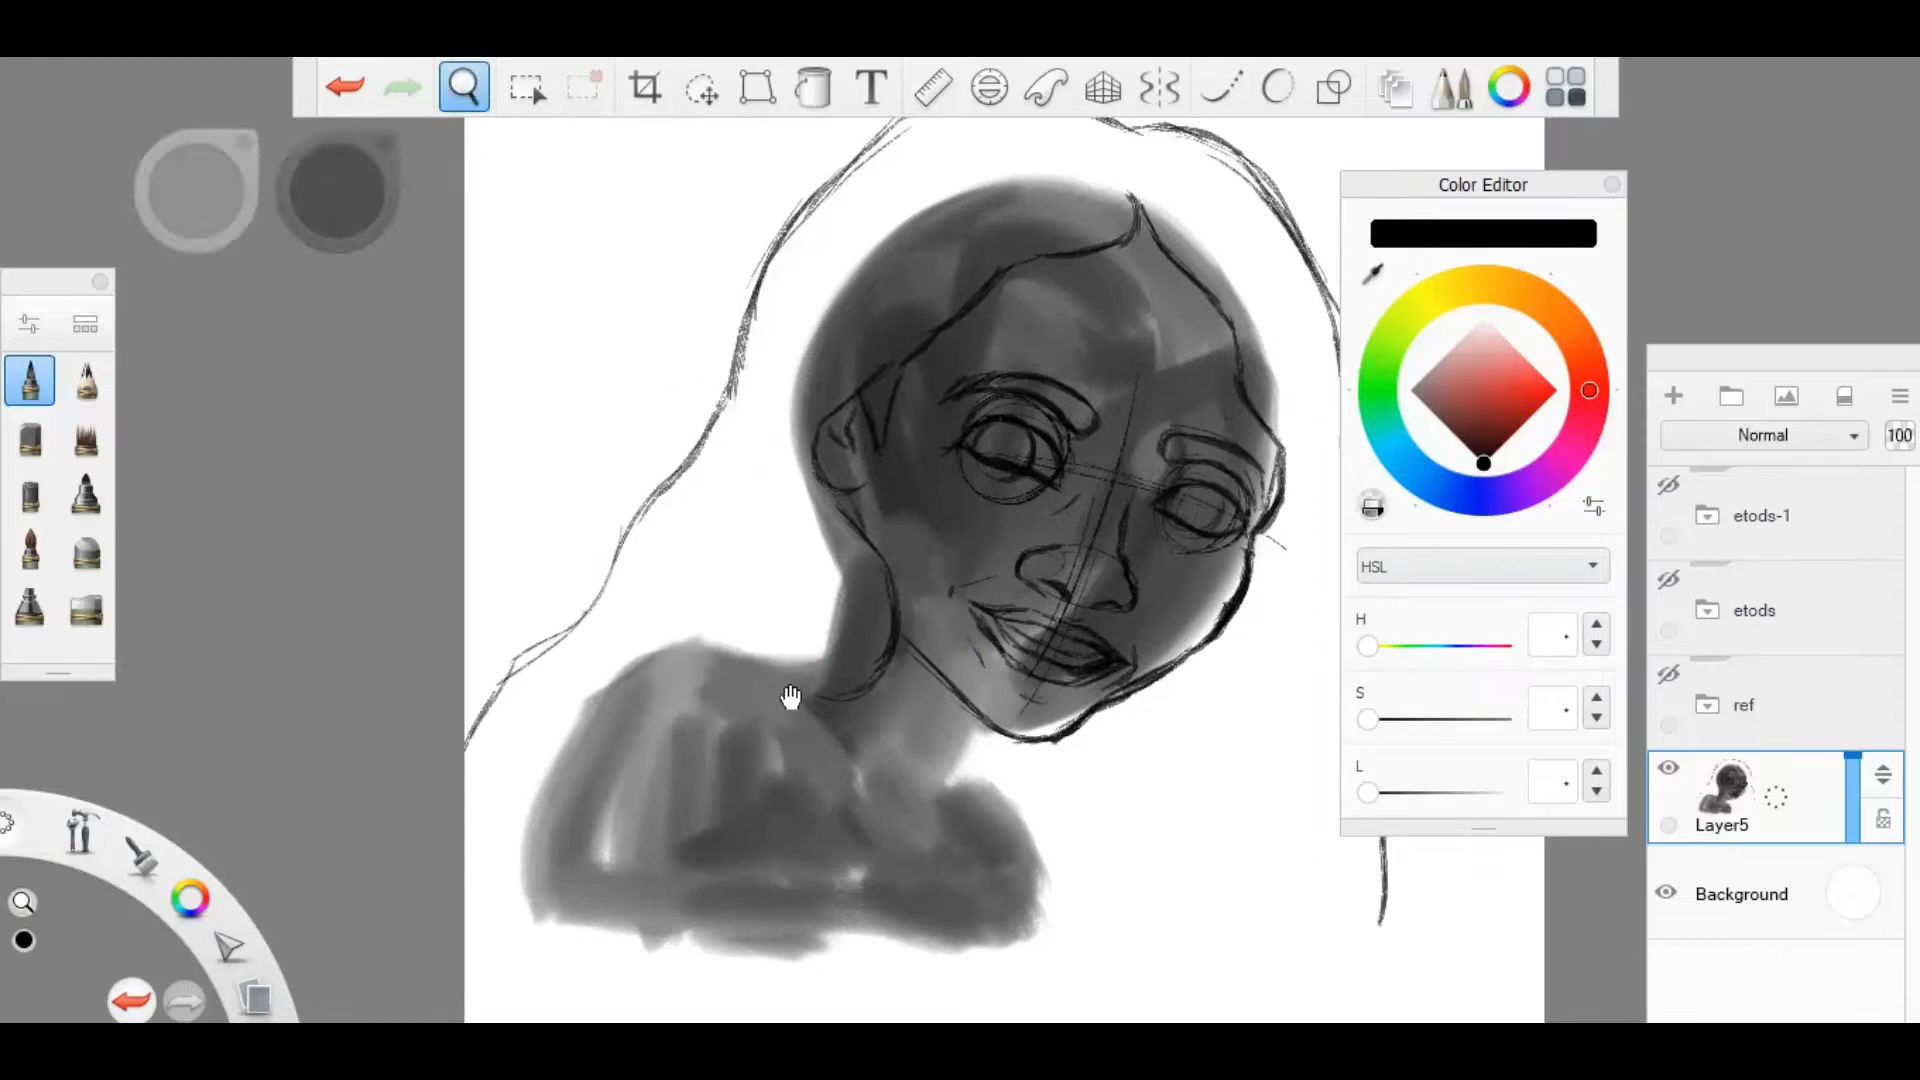 T
Color Editor
HSL
H
S
L
Normal
100
etods-1
etods
ref
Layer5
Background